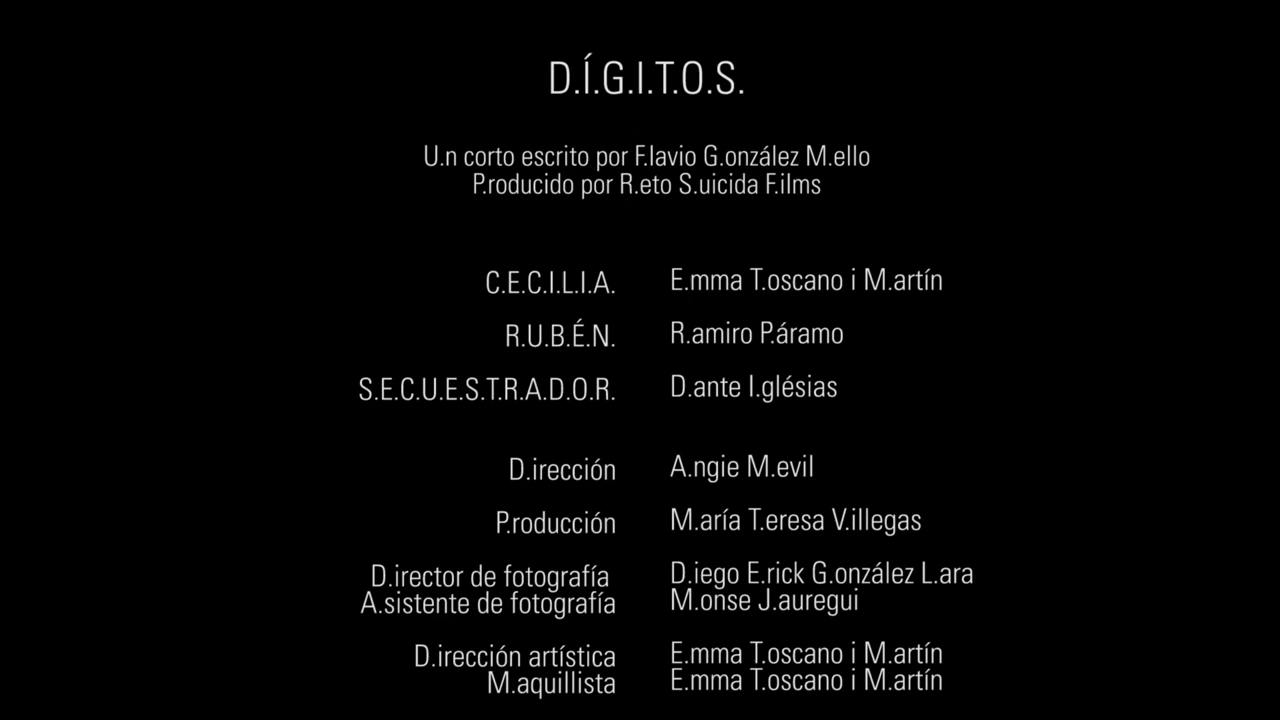 D.Í.G.I.T.O.S.
U.n corto escrito por F.lavio G.onzález M.ello
P.roducido por R.eto S.uicida F.ilms
C.E.C.I.L.I.A. E.mma T.oscano i M.artín
R.U.B.É.N. R.amiro P.áramo
S.E.C.U.E.S.T.R.A.D.O.R. D.ante I.glésias
D.irección A.ngie M.evil
P.roducción M.aría T.eresa V.illegas
D.irector de fotografía D.iego E.rick G.onzález L.ara
A.sistente de fotografía M.onse J.auregui
D.irección artística E.mma T.oscano i M.artín
M.aquillista E.mma T.oscano i M.artín